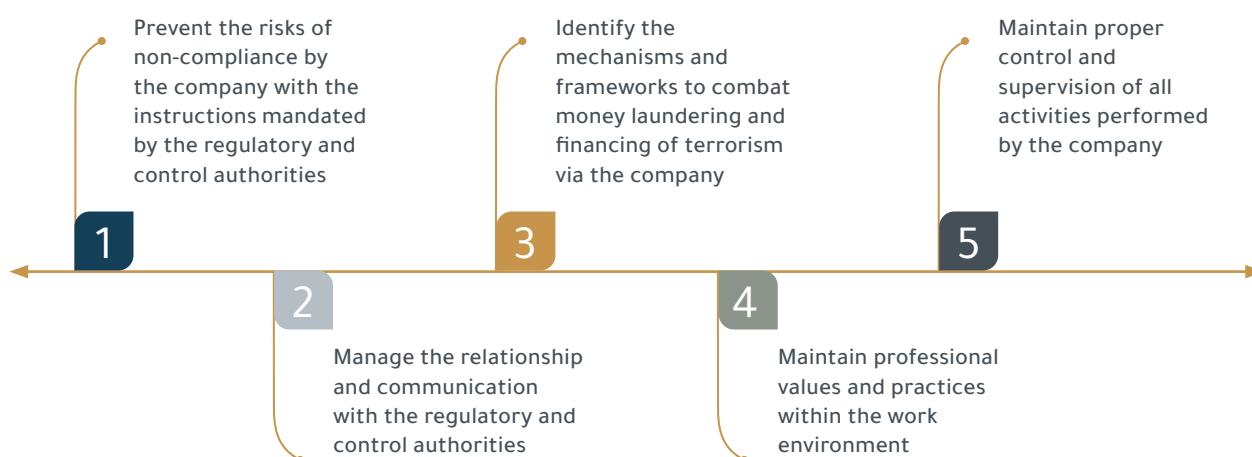 1
Prevent the risks of
non-compliance by
the company with the
instructions mandated
by the regulatory and
control authorities
2
Manage the relationship
and communication
with the regulatory and
control authorities
3
Identify the
mechanisms and
frameworks to combat
money laundering and
financing of terrorism
via the company
4
Maintain professional
values and practices
within the work
environment
5
Maintain proper
control and
supervision of all
activities performed
by the company